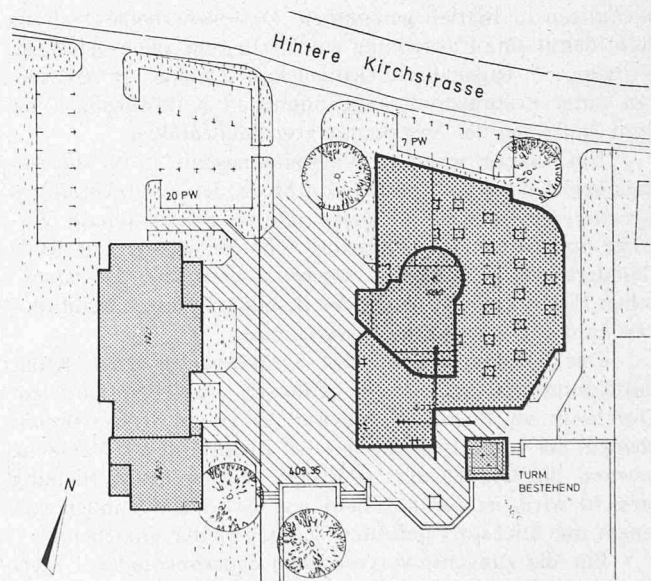 Hintere Kirchstrasse
7 PW
20 PW
409.35
TURM
BESTEHEND